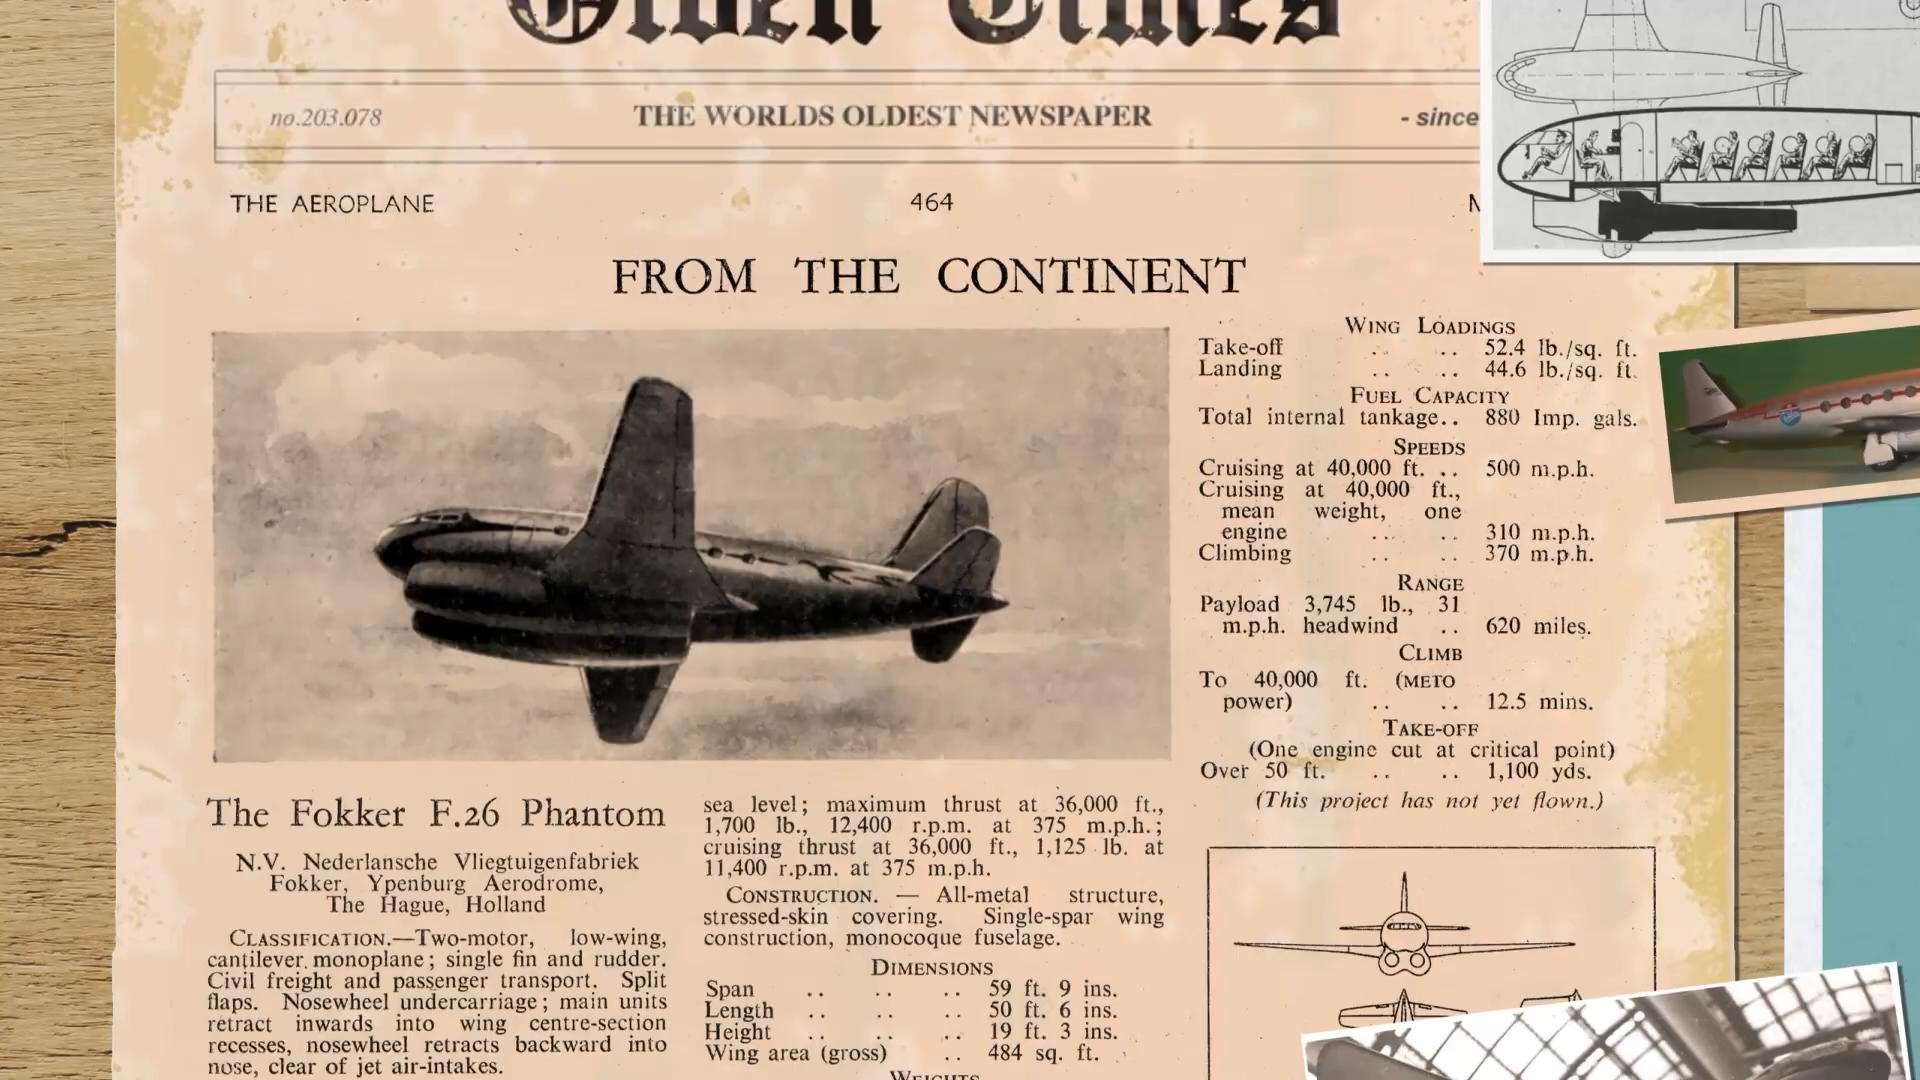 Olden Times
no.203.078
THE WORLDS OLDEST NEWSPAPER
- since
THE AEROPLANE
464
FROM THE CONTINENT
The Fokker F.26 Phantom
N.V. Nederlansche Vliegtuigenfabriek
Fokker, Ypenburg Aerodrome,
The Hague, Holland
CLASSIFICATION.—Two-motor, low-wing,
cantilever monoplane; single fin and rudder.
Civil freight and passenger transport. Split
flaps. Nosewheel undercarriage; main units
retract inwards into wing centre-section
recesses, nosewheel retracts backward into
nose, clear of jet air-intakes.
sea level; maximum thrust at 36,000 ft.,
1,700 lb., 12,400 r.p.m. at 375 m.p.h.;
cruising thrust at 36,000 ft., 1,125 lb. at
11,400 r.p.m. at 375 m.p.h.
CONSTRUCTION. — All-metal structure,
stressed-skin covering. Single-spar wing
construction, monocoque fuselage.
DIMENSIONS
Span .. .. .. 59 ft. 9 ins.
Length .. .. .. 50 ft. 6 ins.
Height .. .. .. 19 ft. 3 ins.
Wing area (gross) .. 484 sq. ft.
WEIGHTS
WING LOADINGS
Take-off .. .. 52.4 lb./sq. ft.
Landing .. .. 44.6 lb./sq. ft.
FUEL CAPACITY
Total internal tankage.. 880 Imp. gals.
SPEEDS
Cruising at 40,000 ft. .. 500 m.p.h.
Cruising at 40,000 ft.,
mean weight, one
engine .. .. 310 m.p.h.
Climbing .. .. 370 m.p.h.
RANGE
Payload 3,745 lb., 31
m.p.h. headwind .. 620 miles.
CLIMB
To 40,000 ft. (METO
power) .. .. 12.5 mins.
TAKE-OFF
(One engine cut at critical point)
Over 50 ft. .. .. 1,100 yds.
(This project has not yet flown.)